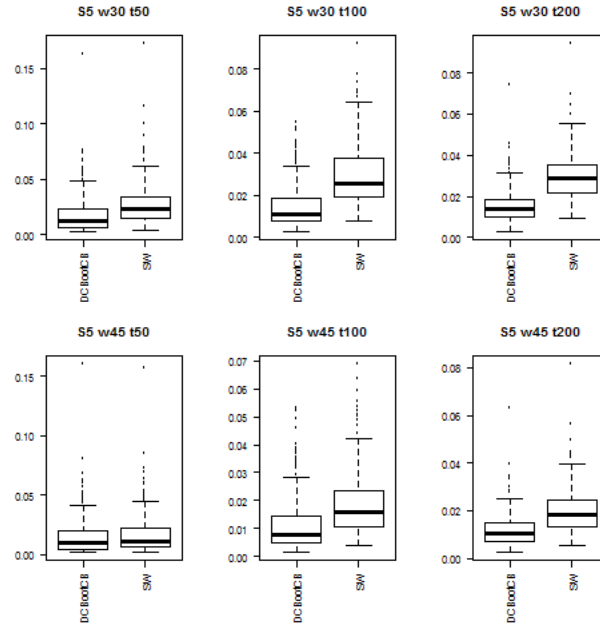 S5 w30 t50
S5 w30 t100
S5 w30 t200
0.15
0.10
0.05
0.00
DCBootCB
SW
0.08
0.06
0.04
0.02
0.00
DCBootCB
SW
0.08
0.06
0.04
0.02
0.00
DCBootCB
SW
S5 w45 t50
S5 w45 t100
S5 w45 t200
0.15
0.10
0.05
0.00
DCBootCB
SW
0.07
0.06
0.05
0.04
0.03
0.02
0.01
0.00
DCBootCB
SW
0.08
0.06
0.04
0.02
0.00
DCBootCB
SW